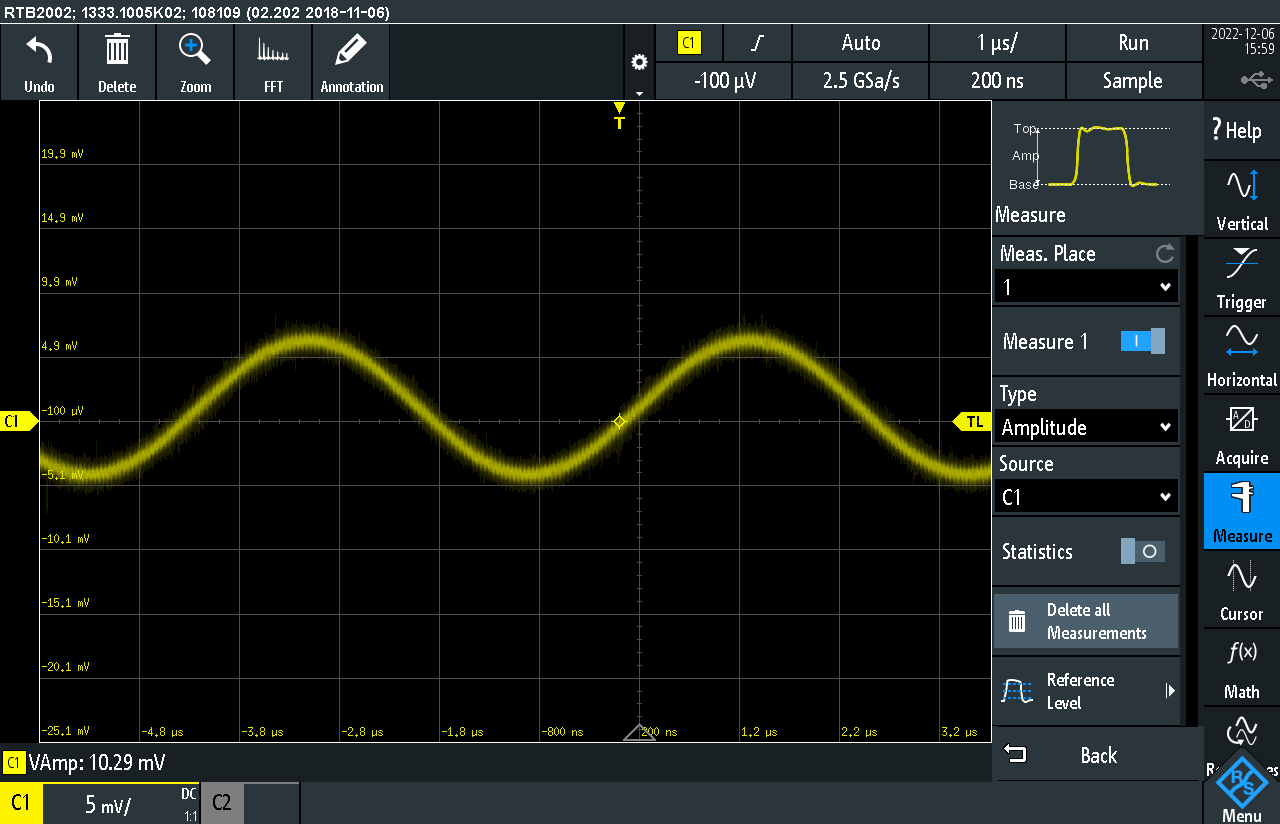 RTB2002; 1333.1005K02; 108109 (02.202 2018-11-06)
Undo
Delete
Zoom
FFT
Annotation
C1
Auto
1 µs/
Run
2022-12-06
15:59
-100 µV
2.5 GSa/s
200 ns
Sample
T
19.9 mV
14.9 mV
9.9 mV
4.9 mV
-100 µV
-5.1 mV
-10.1 mV
-15.1 mV
-20.1 mV
-25.1 mV
C1
TL
-4.8 µs
-3.8 µs
-2.8 µs
-1.8 µs
-800 ns
200 ns
1.2 µs
2.2 µs
3.2 µs
Top
Amp
Base
Measure
Meas. Place
1
Measure 1
Type
Amplitude
Source
C1
Statistics
Delete all
Measurements
Reference
Level
Back
? Help
Vertical
Trigger
Horizontal
A
D
Acquire
Measure
Cursor
f(x)
Math
R&S
Menu
C1 VAmp: 10.29 mV
C1
5 mV/
DC
1:1
C2